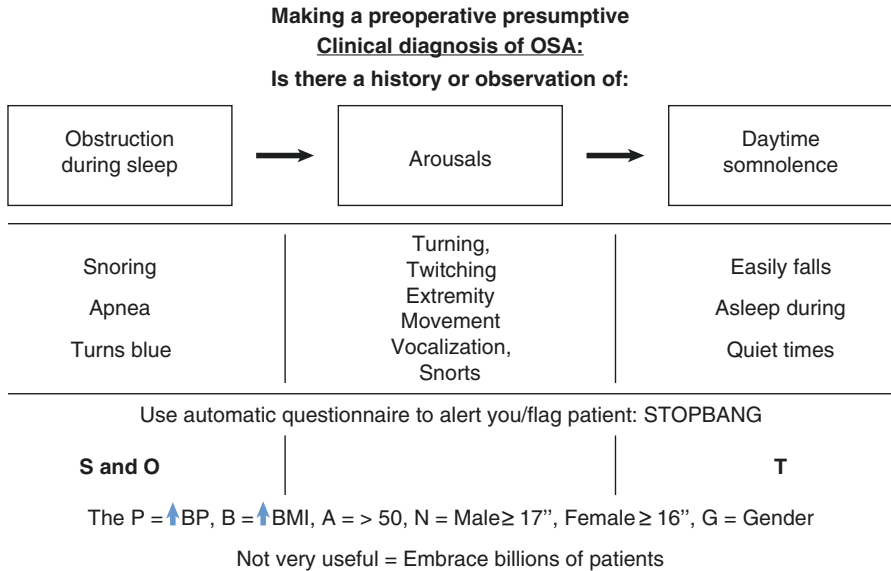 Making a preoperative presumptive
Clinical diagnosis of OSA:
Is there a history or observation of:
Obstruction
during sleep
Arousals
Daytime
somnolence
Snoring
Apnea
Turns blue
Turning,
Twitching
Extremity
Movement
Vocalization,
Snorts
Easily falls
Asleep during
Quiet times
Use automatic questionnaire to alert you/flag patient: STOPBANG
S and O
T
The P = ⬆BP, B = ⬆BMI, A = > 50, N = Male ≥ 17’’, Female ≥ 16’’, G = Gender
Not very useful = Embrace billions of patients